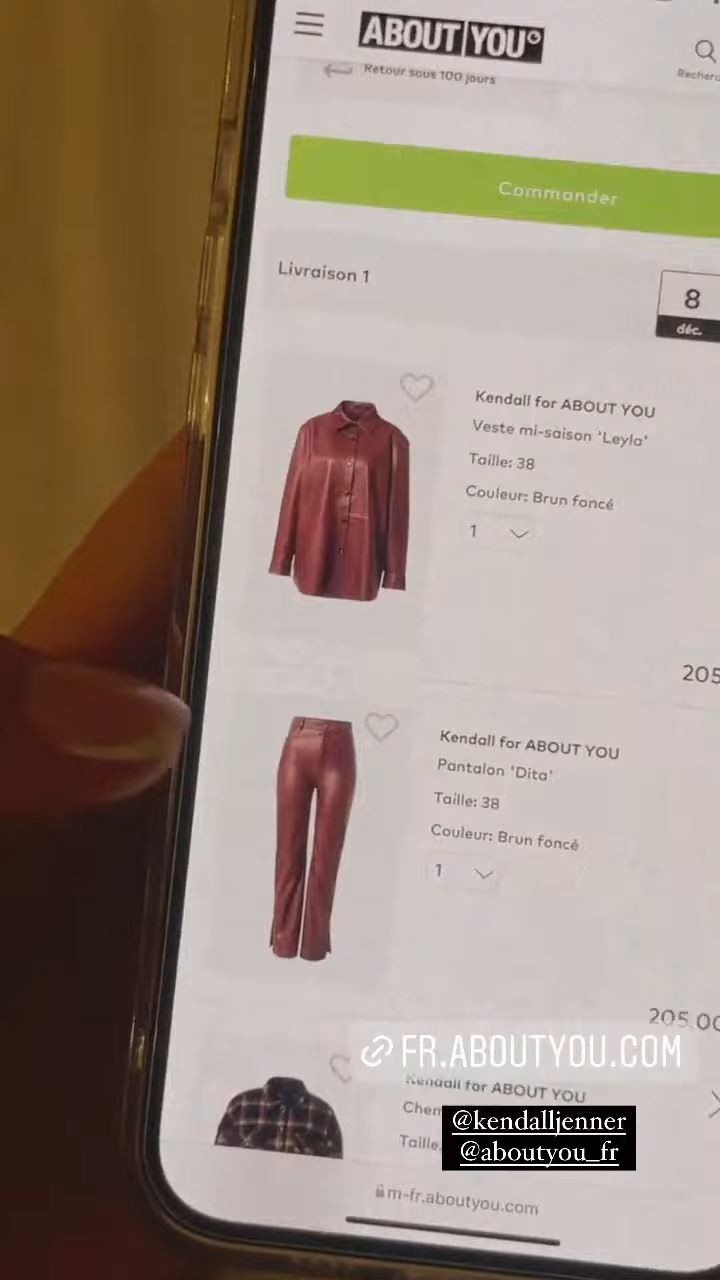 ABOUT|YOU°
Retour sous 100 jours
Recherc
Commander
Livraison 1
8
déc.
Kendall for ABOUT YOU
Veste mi-saison 'Leyla'
Taille: 38
Couleur: Brun foncé
1
205
Kendall for ABOUT YOU
Pantalon 'Dita'
Taille: 38
Couleur: Brun foncé
1
205,00
FR.ABOUTYOU.COM
Kendall for ABOUT YOU
Chem
@kendalljenner
Taille
@aboutyou_fr
m-fr.aboutyou.com